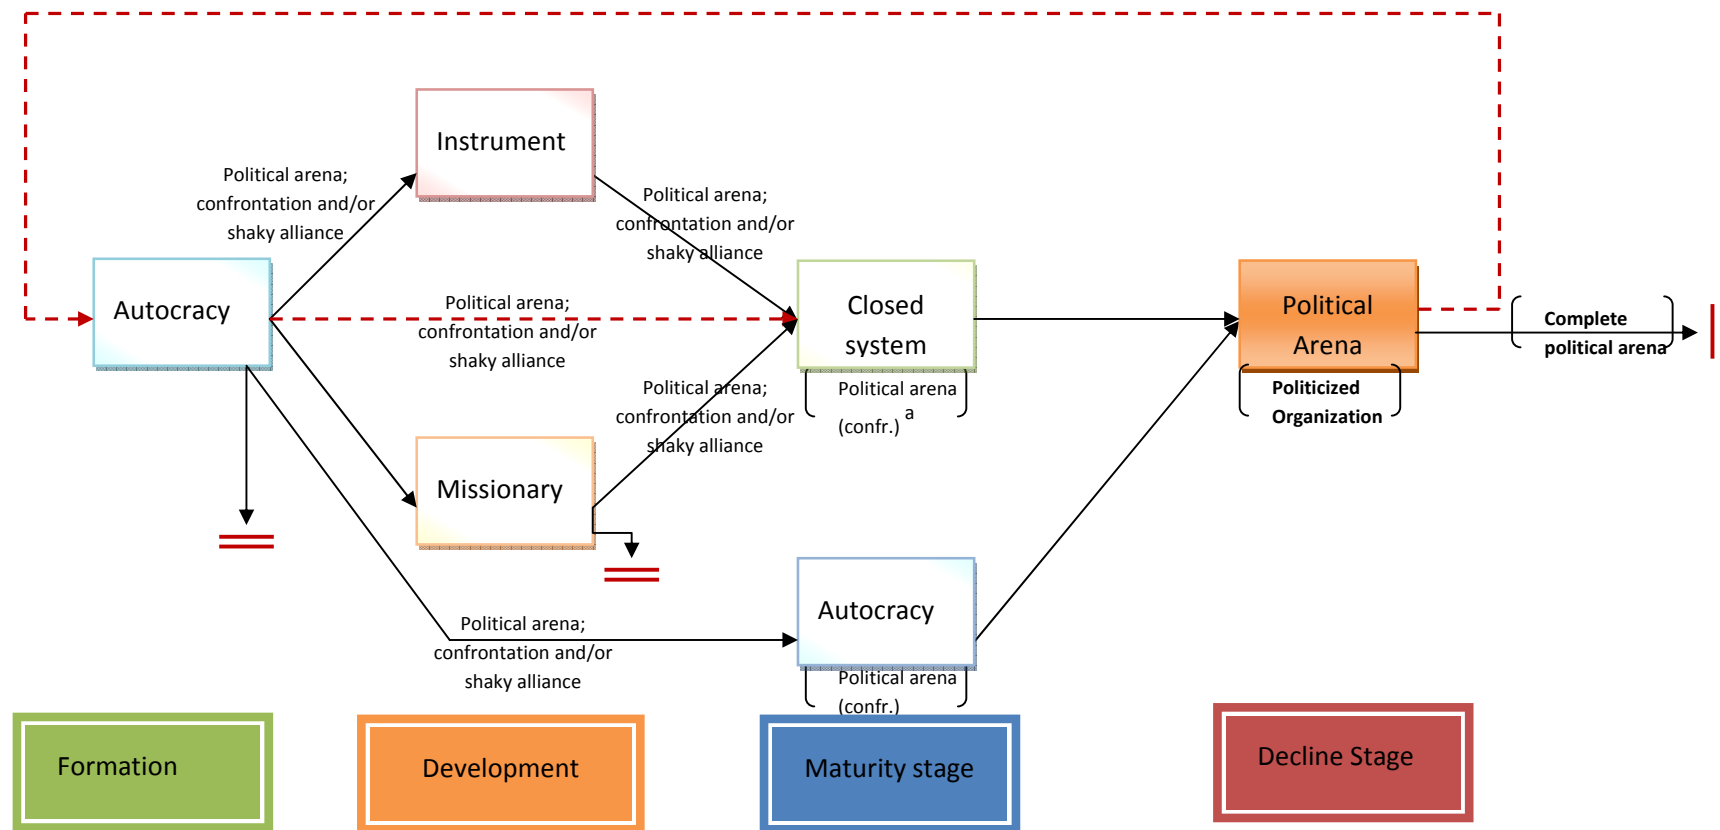 Instrument
Political arena;
confrontation and/or
shaky alliance
Political arena;
confrontation and/or
shaky alliance
Autocracy
Political arena;
confrontation and/or
shaky alliance
Closed
system
Political arena
(confr.) a
Political
Arena
Politicized
Organization
Complete
political arena
Missionary
Political arena;
confrontation and/or
shaky alliance
Autocracy
Political arena
(confr.)
Political arena;
confrontation and/or
shaky alliance
Formation
Development
Maturity stage
Decline Stage